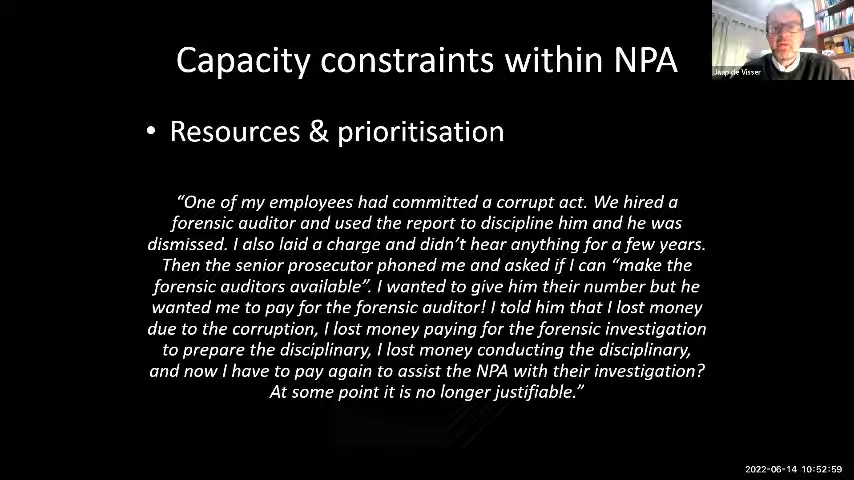 Capacity constraints within NPA
Jaap de Visser
• Resources & prioritisation
“One of my employees had committed a corrupt act. We hired a
forensic auditor and used the report to discipline him and he was
dismissed. I also laid a charge and didn’t hear anything for a few years.
Then the senior prosecutor phoned me and asked if I can “make the
forensic auditors available”. I wanted to give him their number but he
wanted me to pay for the forensic auditor! I told him that I lost money
due to the corruption, I lost money paying for the forensic investigation
to prepare the disciplinary, I lost money conducting the disciplinary,
and now I have to pay again to assist the NPA with their investigation?
At some point it is no longer justifiable.”
2022-06-14 10:52:59